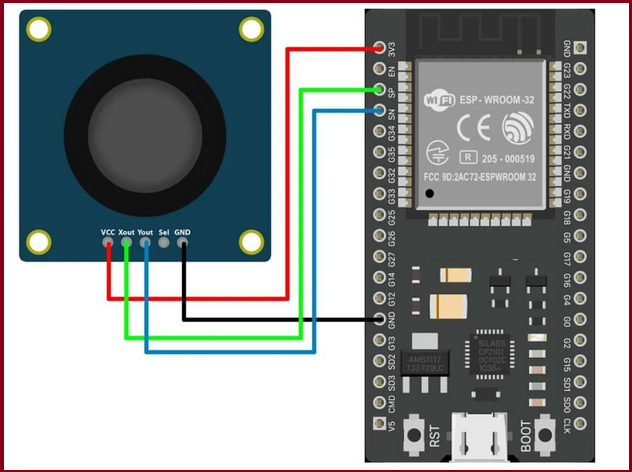 VCC Xout Yout Sel GND
3V3
EN
SP
SN
G34
G35
G32
G33
G25
G26
G27
G14
G12
GND
G13
SD2
SD3
CMD
V5
WiFi
ESP - WROOM-32
CE
R 205 - 000519
FCC 9D:2AC72-ESPWROOM 32
AMS1117
T33 F29LC
SILABS
CP2102
DCF02C
1036+
RST
BOOT
GND
G23
G22
TXD
RXD
G21
GND
G19
G18
G5
G17
G16
G4
G0
G2
G15
SD1
SD0
CLK